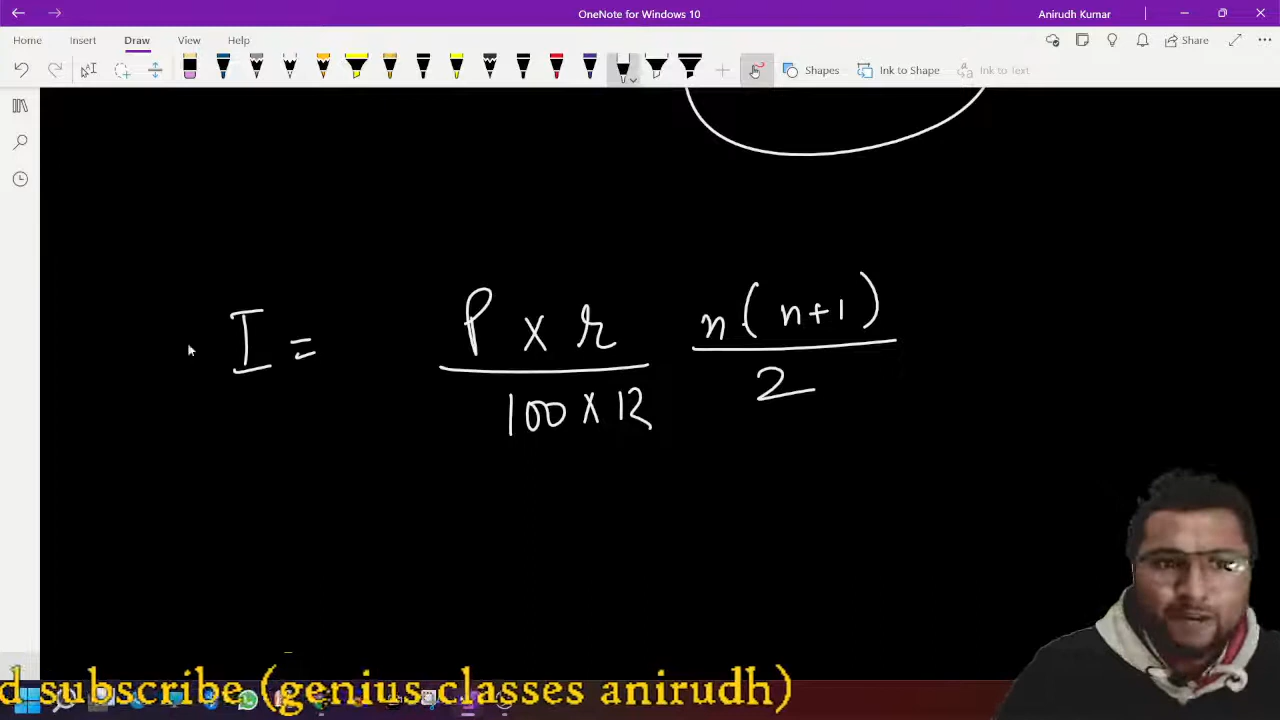 OneNote for Windows 10
Anirudh Kumar
Home Insert Draw View Help
Share
Shapes
Ink to Shape
Ink to Text
I = P x r / 100 x 12 n(n+1) / 2
d subscribe (genius classes anirudh)